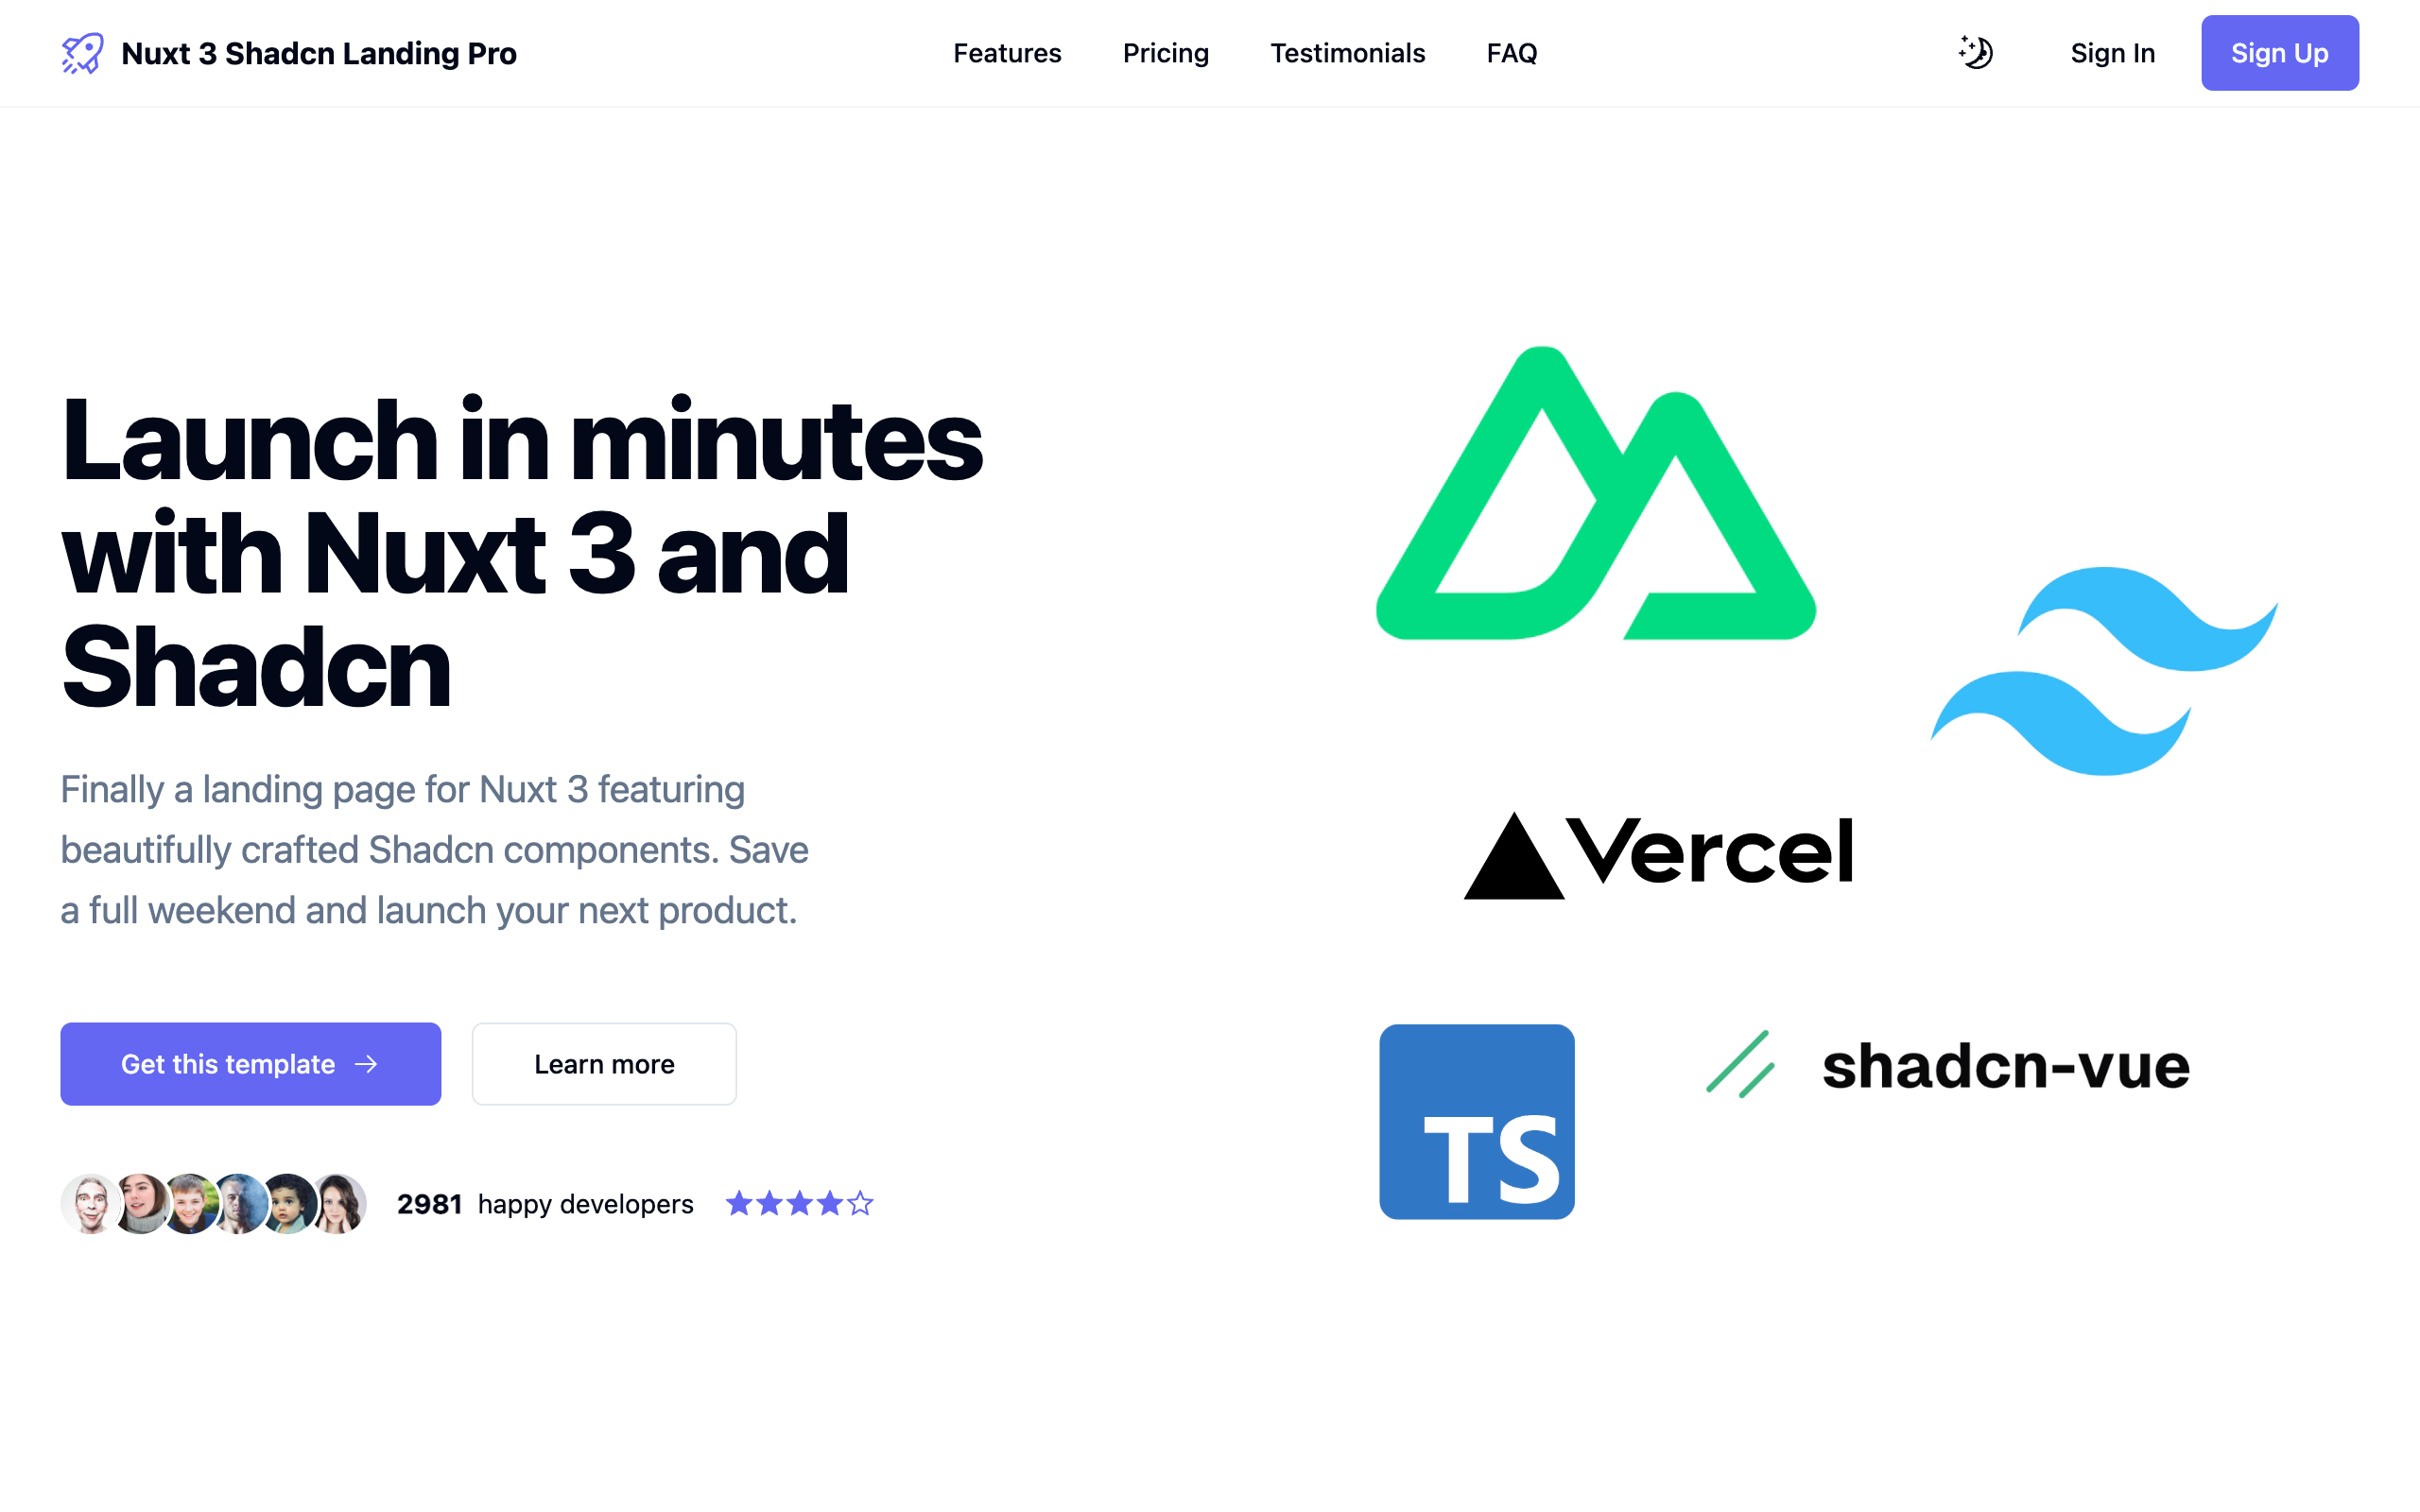 Nuxt 3 Shadcn Landing Pro
Features
Pricing
Testimonials
FAQ
Sign In
Sign Up
Launch in minutes
with Nuxt 3 and
Shadcn
Finally a landing page for Nuxt 3 featuring
beautifully crafted Shadcn components. Save
a full weekend and launch your next product.
Get this template
Learn more
2981 happy developers
Vercel
TS
shadcn-vue